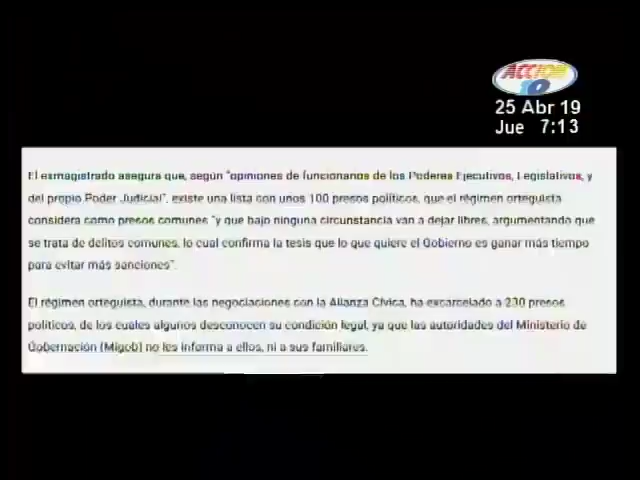 ACCION
10
25 Abr 19
Jue 7:13
El exmagistrado asegura que, según "opiniones de funcionarios de los Poderes Ejecutivos, Legislativos, y
del propio Poder Judicial", existe una lista con unos 100 presos políticos, que el régimen orteguista
considera como presos comunes "y que bajo ninguna circunstancia van a dejar libres, argumentando que
se trata de delitos comunes, lo cual confirma la tesis que lo que quiere el Gobierno es ganar más tiempo
para evitar más sanciones".
El régimen orteguista, durante las negociaciones con la Alianza Cívica, ha excarcelado a 230 presos
políticos, de los cuales algunos desconocen su condición legal, ya que las autoridades del Ministerio de
Gobernación (Migob) no les informa a ellos, ni a sus familiares.